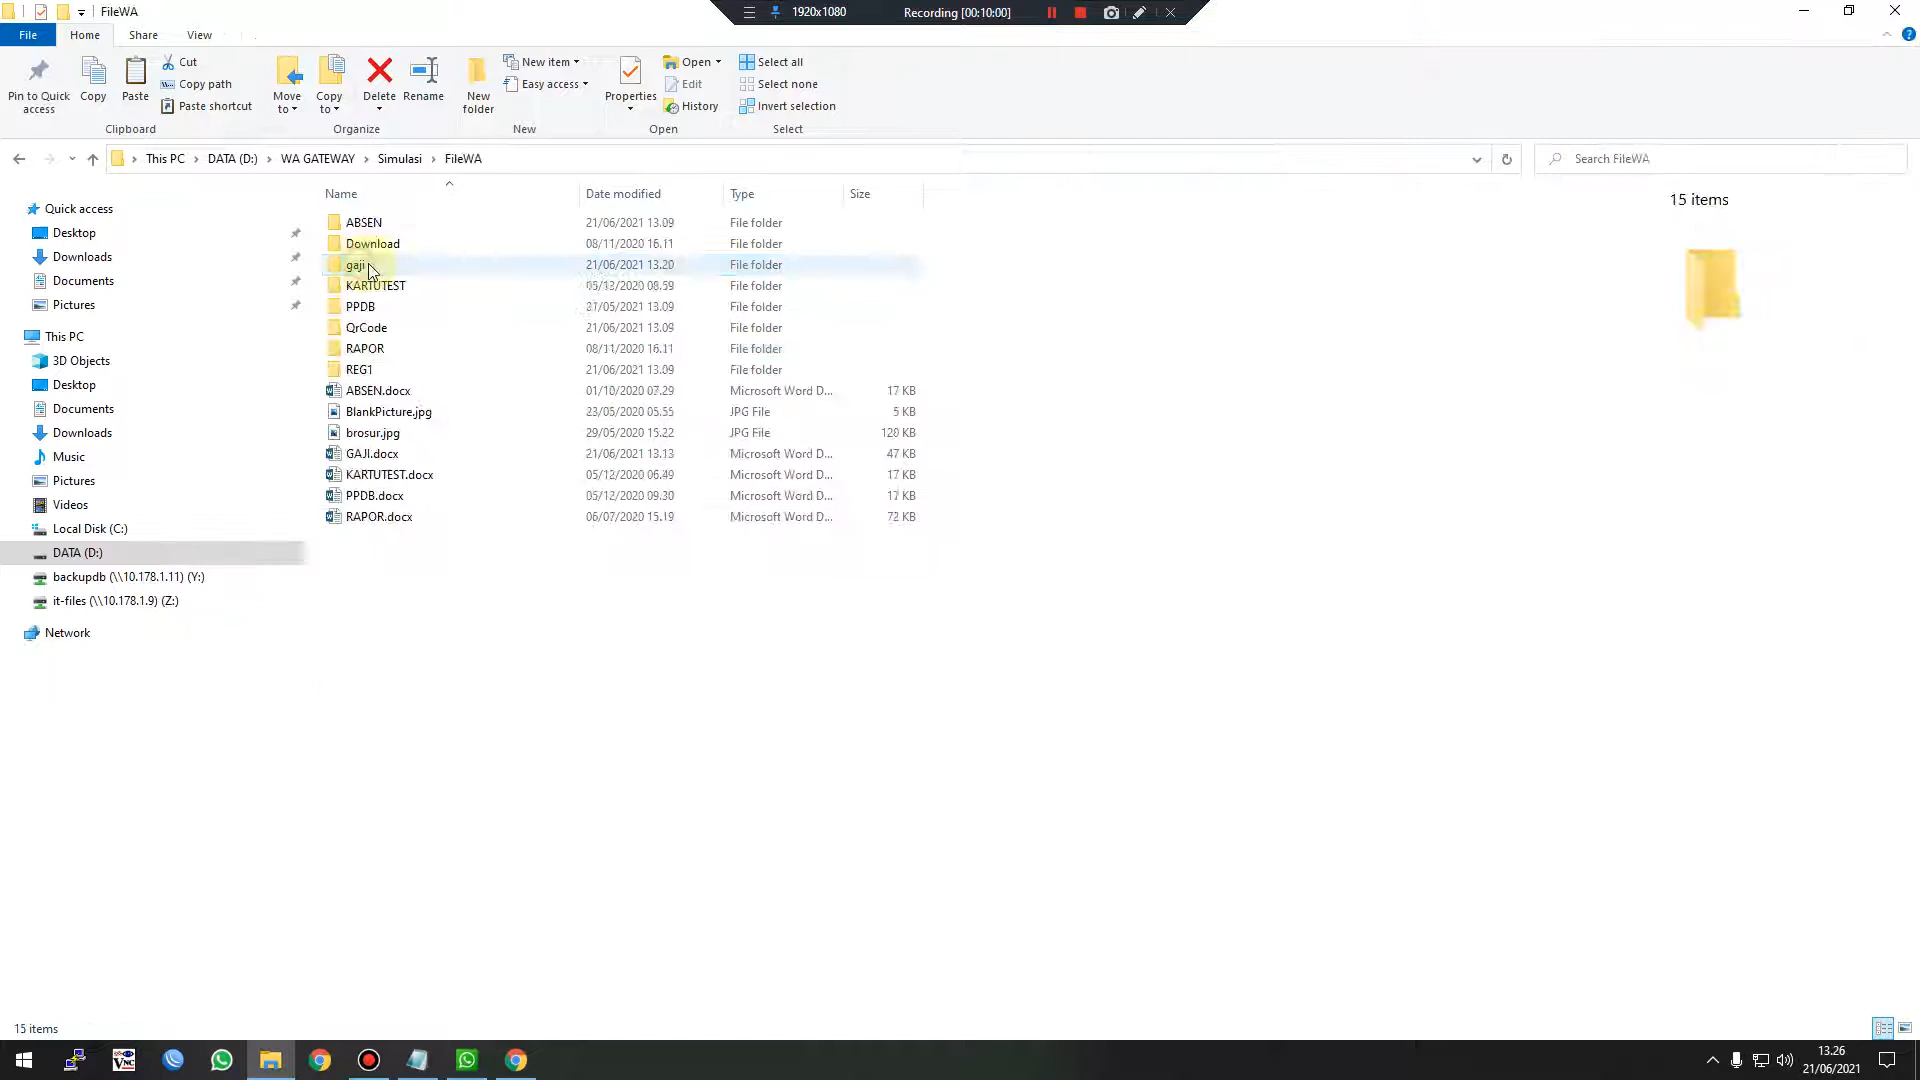 FileWA
1920x1080
Recording [00:10:00]
File
Home
Share
View
Pin to Quick access
Copy
Paste
Cut
Copy path
Paste shortcut
Clipboard
Move to
Copy to
Delete
Rename
Organize
New folder
New item
Easy access
New
Properties
Open
Edit
History
Open
Select all
Select none
Invert selection
Select
This PC > DATA (D:) > WA GATEWAY > Simulasi > FileWA
Search FileWA
Quick access
Desktop
Downloads
Documents
Pictures
This PC
3D Objects
Desktop
Documents
Downloads
Music
Pictures
Videos
Local Disk (C:)
DATA (D:)
backupdb (\\10.178.1.11) (Y:)
it-files (\\10.178.1.9) (Z:)
Network
Name Date modified Type Size
ABSEN 21/06/2021 13.09 File folder
Download 08/11/2020 16.11 File folder
gaji 21/06/2021 13.20 File folder
KARTUTEST 05/12/2020 08.59 File folder
PPDB 21/05/2021 13.09 File folder
QrCode 21/06/2021 13.09 File folder
RAPOR 08/11/2020 16.11 File folder
REG1 21/06/2021 13.09 File folder
ABSEN.docx 01/10/2020 07.29 Microsoft Word D... 17 KB
BlankPicture.jpg 23/05/2020 05.55 JPG File 5 KB
brosur.jpg 29/05/2020 15.22 JPG File 120 KB
GAJI.docx 21/06/2021 13.13 Microsoft Word D... 47 KB
KARTUTEST.docx 05/12/2020 06.49 Microsoft Word D... 17 KB
PPDB.docx 05/12/2020 09.30 Microsoft Word D... 17 KB
RAPOR.docx 06/07/2020 15.19 Microsoft Word D... 72 KB
15 items
15 items
VNC
13.26
21/06/2021